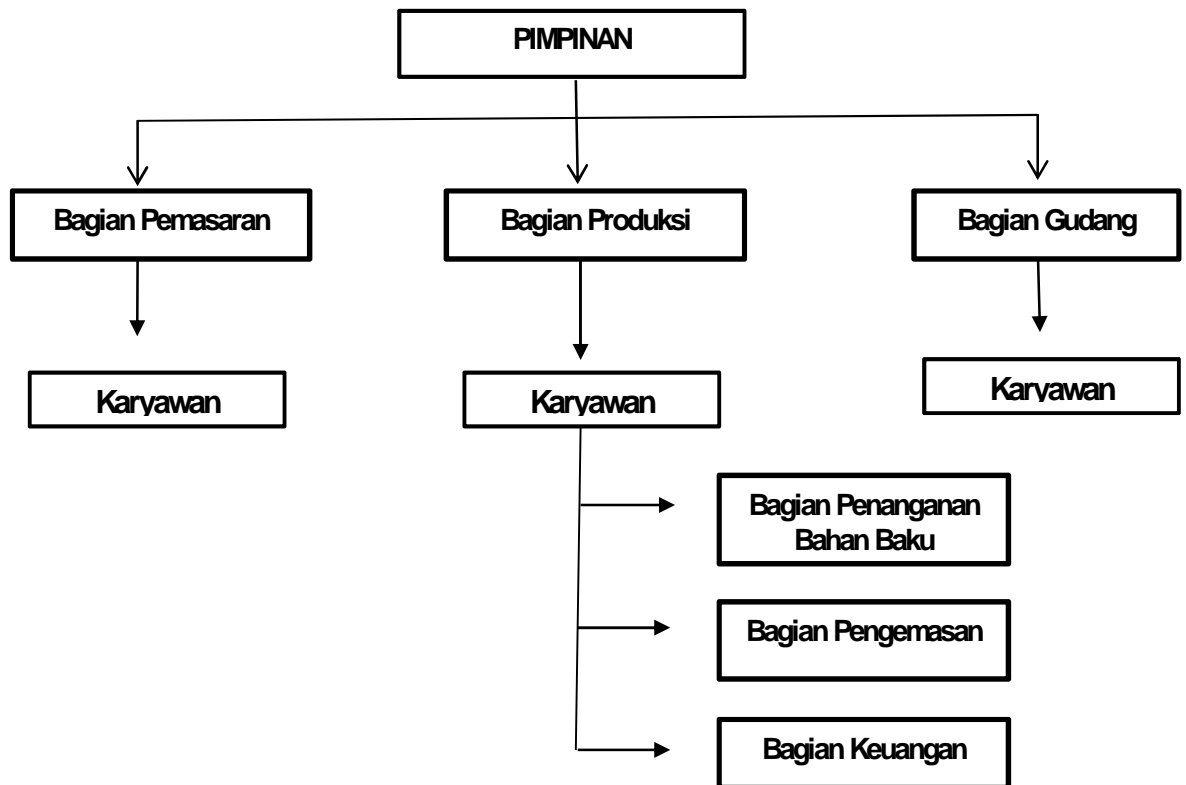 PIMPINAN
Bagian Pemasaran
Bagian Produksi
Bagian Gudang
Karyawan
Karyawan
Karyawan
Bagian Penanganan
Bahan Baku
Bagian Pengemasan
Bagian Keuangan